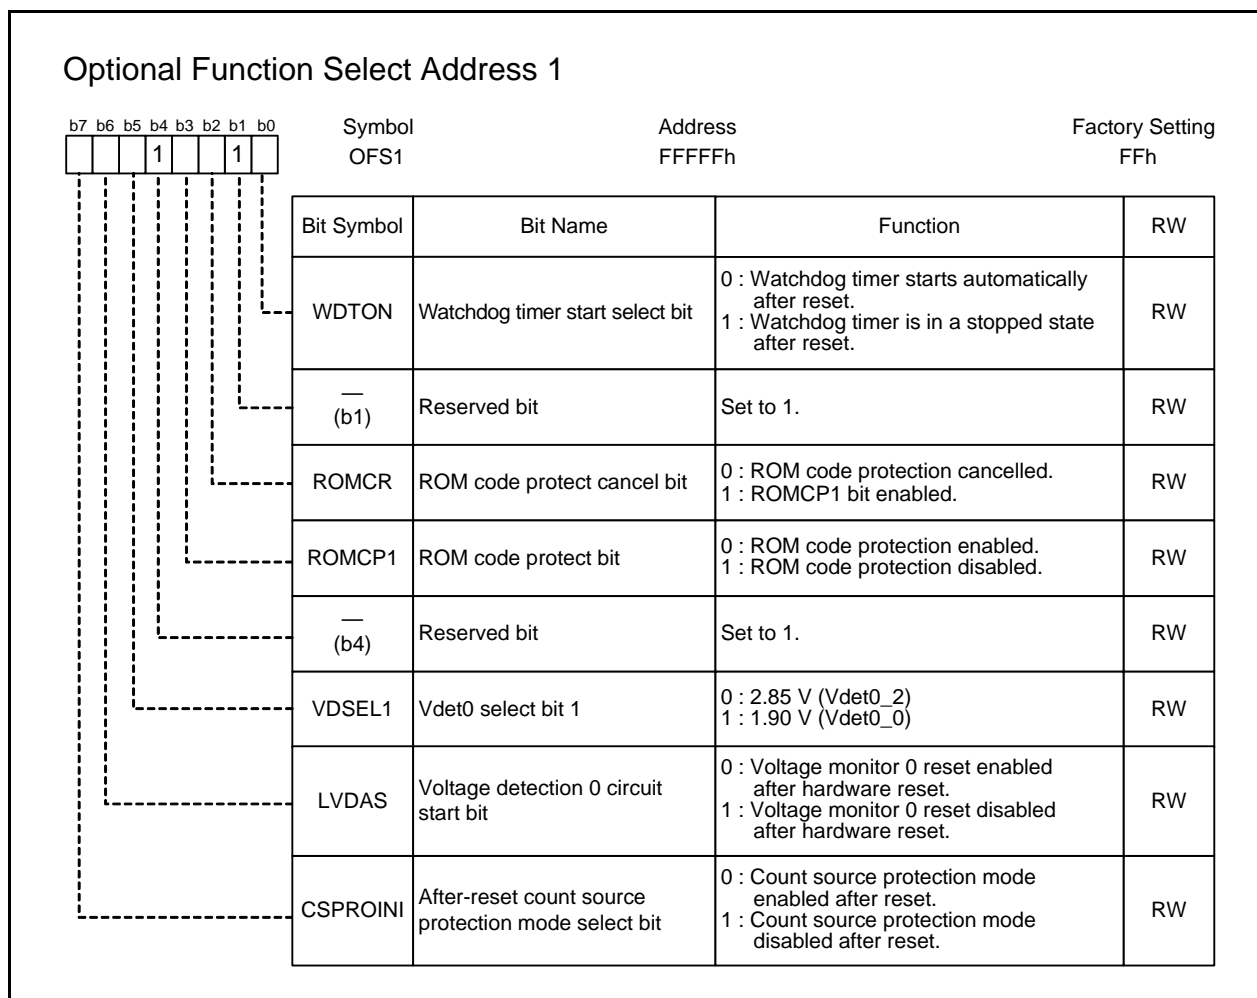 Optional Function Select Address 1
b7 b6 b5 b4 b3 b2 b1 b0 Symbol Address Factory Setting
1 1 OFS1 FFFFFh FFh
Bit Symbol Bit Name Function RW
WDTON Watchdog timer start select bit 0 : Watchdog timer starts automatically
after reset.
1 : Watchdog timer is in a stopped state
after reset.
RW
—
(b1) Reserved bit Set to 1. RW
ROMCR ROM code protect cancel bit 0 : ROM code protection cancelled.
1 : ROMCP1 bit enabled.
RW
ROMCP1 ROM code protect bit 0 : ROM code protection enabled.
1 : ROM code protection disabled.
RW
—
(b4) Reserved bit Set to 1. RW
VDSEL1 Vdet0 select bit 1 0 : 2.85 V (Vdet0_2)
1 : 1.90 V (Vdet0_0)
RW
LVDAS Voltage detection 0 circuit
start bit
0 : Voltage monitor 0 reset enabled
after hardware reset.
1 : Voltage monitor 0 reset disabled
after hardware reset.
RW
CSPROINI After-reset count source
protection mode select bit
0 : Count source protection mode
enabled after reset.
1 : Count source protection mode
disabled after reset.
RW